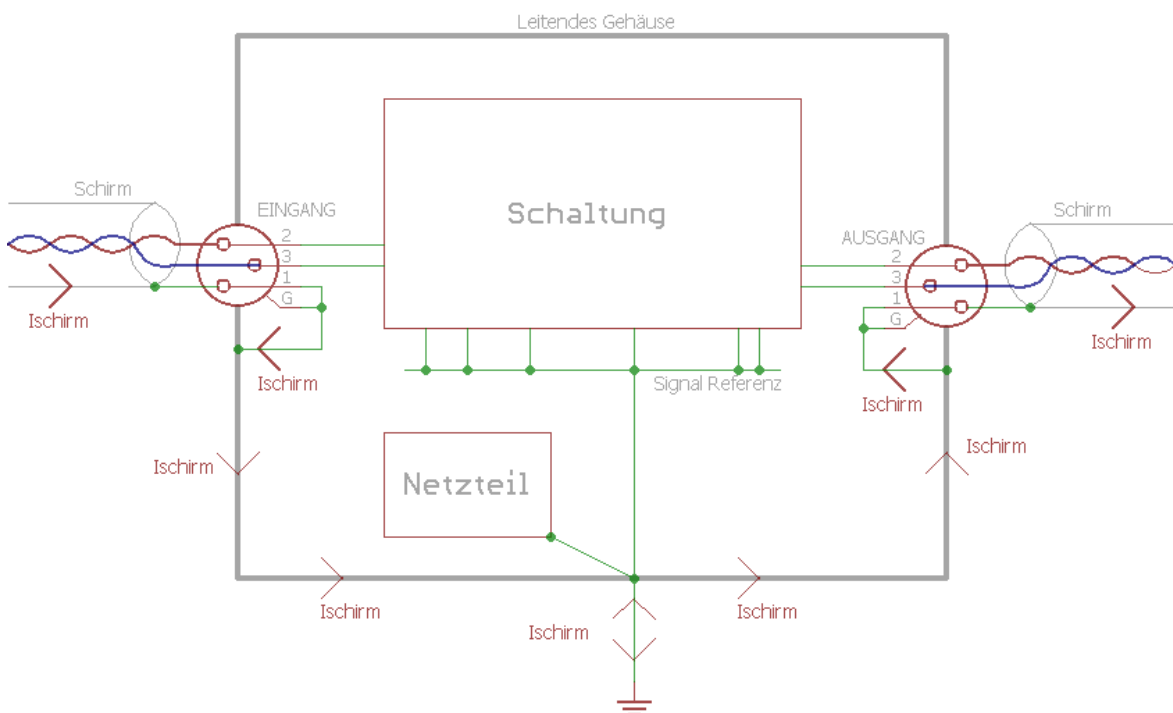 Leitendes Gehäuse
Schirm
EINGANG
2
3
1
G
Ischirm
Ischirm
Schaltung
Schirm
AUSGANG
2
3
1
G
Ischirm
Ischirm
Signal Referenz
Ischirm
Ischirm
Netzteil
Ischirm
Ischirm
Ischirm